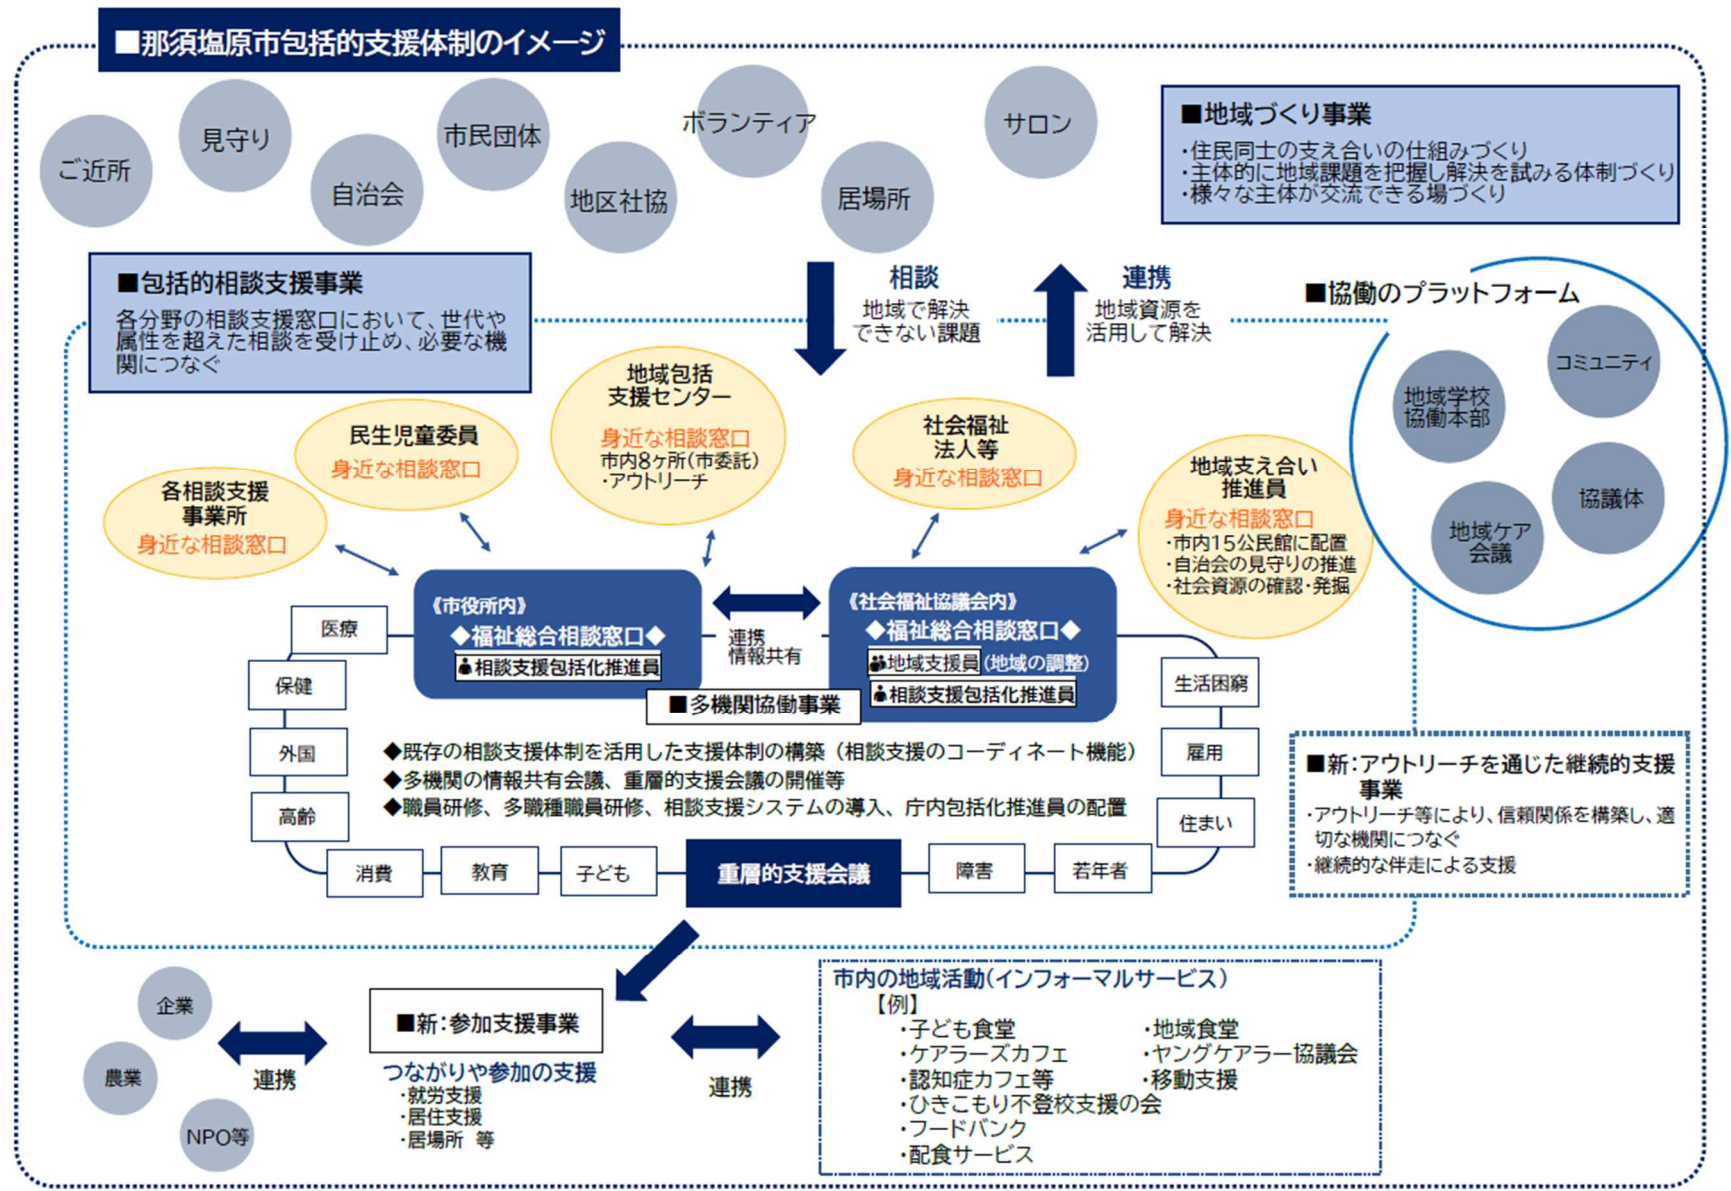 ■那須塩原市包括的支援体制のイメージ
ご近所
見守り
自治会
市民団体
地区社協
ボランティア
居場所
サロン
■地域づくり事業
・住民同士の支え合いの仕組みづくり
・主体的に地域課題を把握し解決を試みる体制づくり
・様々な主体が交流できる場づくり
■包括的相談支援事業
各分野の相談支援窓口において、世代や
属性を超えた相談を受け止め、必要な機
関につなぐ
相談
地域で解決
できない課題
連携
地域資源を
活用して解決
■協働のプラットフォーム
コミュニティ
地域学校
協働本部
協議体
地域ケア
会議
各相談支援
事業所
身近な相談窓口
民生児童委員
身近な相談窓口
地域包括
支援センター
身近な相談窓口
市内8ヶ所(市委託)
・アウトリーチ
社会福祉
法人等
身近な相談窓口
地域支え合い
推進員
身近な相談窓口
・市内15公民館に配置
・自治会の見守りの推進
・社会資源の確認・発掘
《市役所内》
◆福祉総合相談窓口◆
相談支援包括化推進員
連携
情報共有
《社会福祉協議会内》
◆福祉総合相談窓口◆
地域支援員(地域の調整)
相談支援包括化推進員
■多機関協働事業
◆既存の相談支援体制を活用した支援体制の構築（相談支援のコーディネート機能）
◆多機関の情報共有会議、重層的支援会議の開催等
◆職員研修、多職種職員研修、相談支援システムの導入、庁内包括化推進員の配置
医療
保健
外国
高齢
消費
教育
子ども
重層的支援会議
障害
若年者
住まい
雇用
生活困窮
■新:アウトリーチを通じた継続的支援
事業
・アウトリーチ等により、信頼関係を構築し、適
切な機関につなぐ
・継続的な伴走による支援
企業
農業
NPO等
連携
■新:参加支援事業
つながりや参加の支援
・就労支援
・居住支援
・居場所 等
連携
市内の地域活動(インフォーマルサービス)
【例】
・子ども食堂 ・地域食堂
・ケアラーズカフェ ・ヤングケアラー協議会
・認知症カフェ等 ・移動支援
・ひきこもり不登校支援の会
・フードバンク
・配食サービス